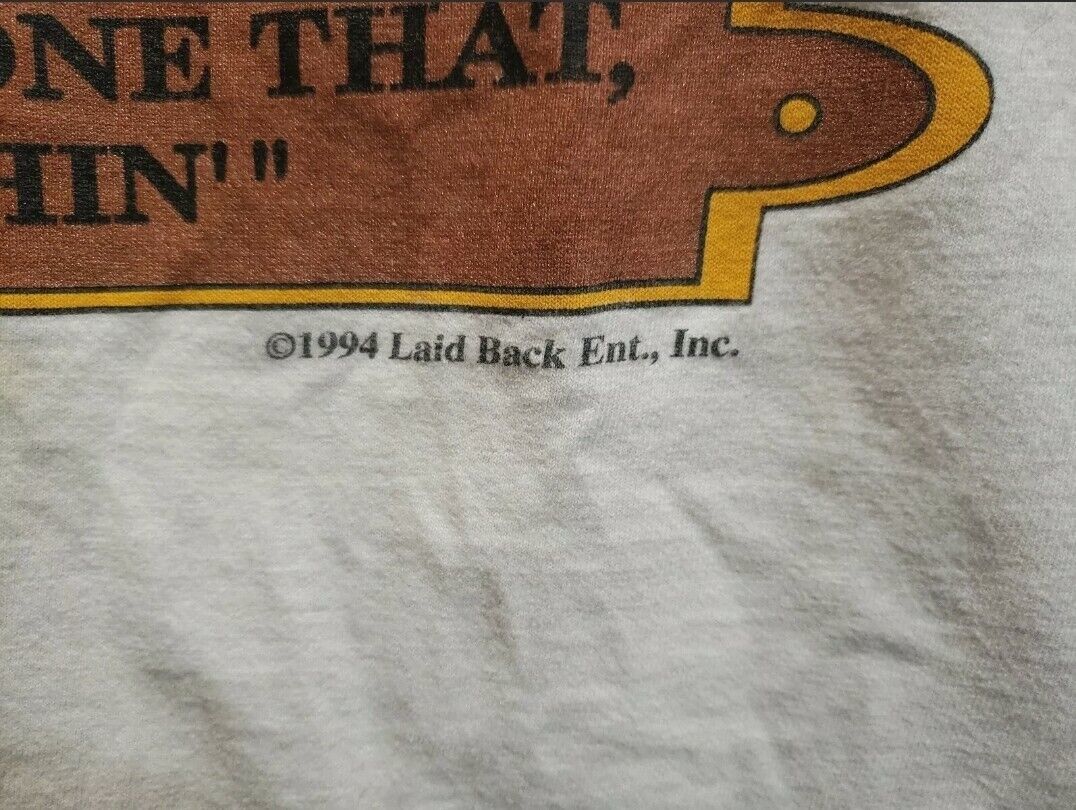 ONE THAT,
HIN'"
©1994 Laid Back Ent., Inc.